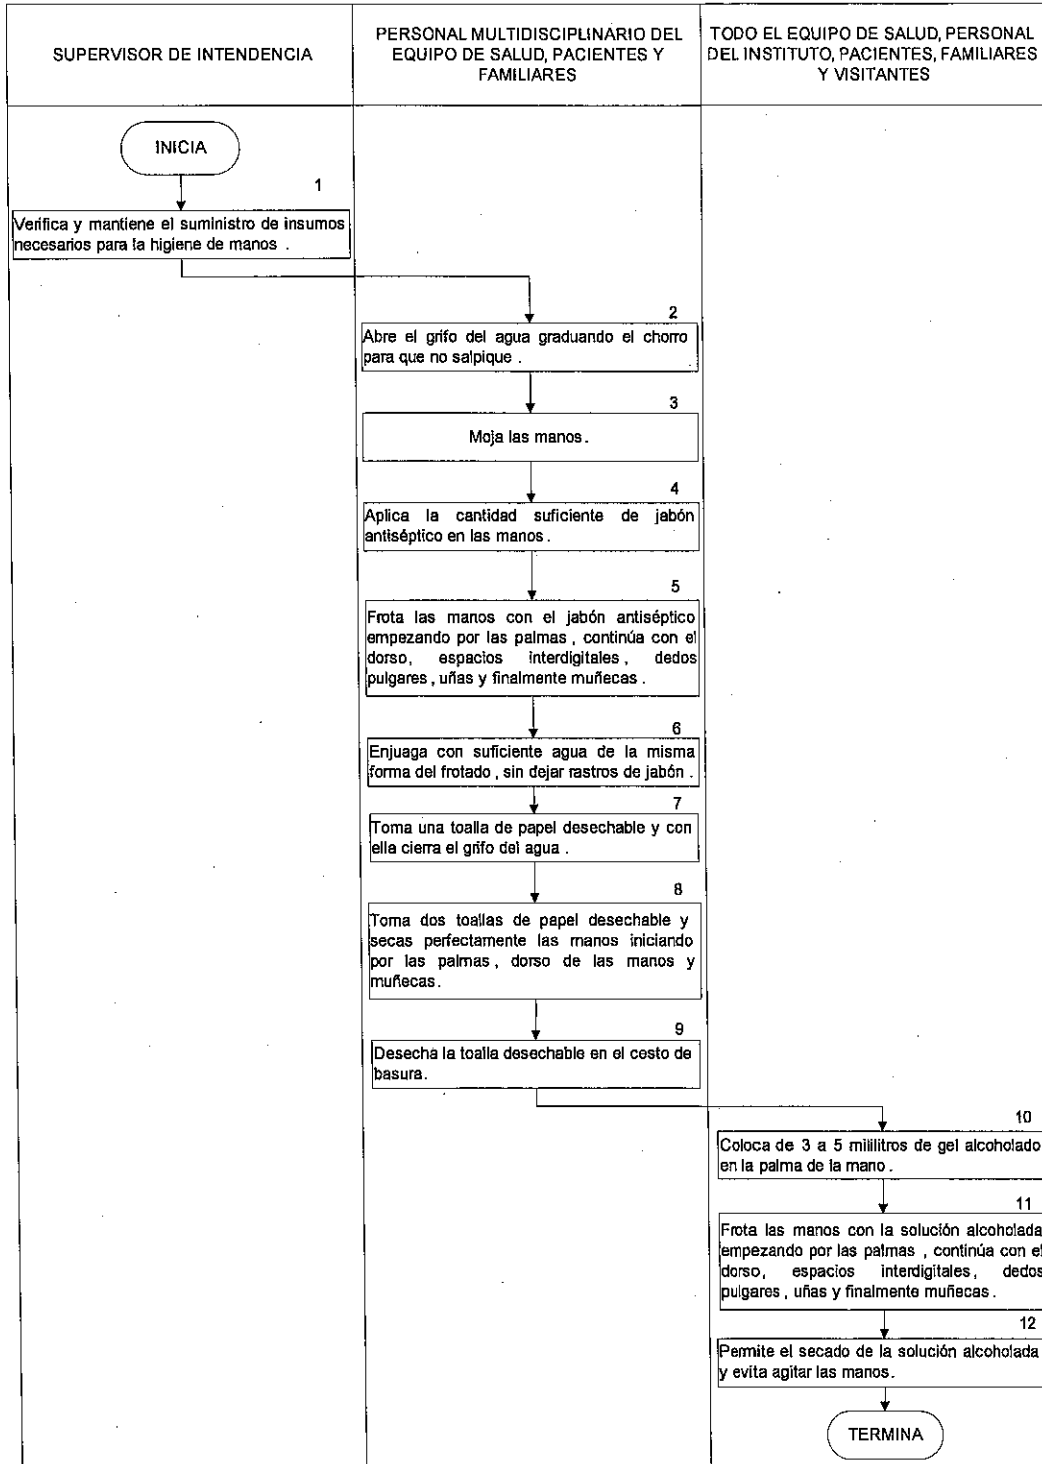 SUPERVISOR DE INTENDENCIA
PERSONAL MULTIDISCIPLINARIO DEL
EQUIPO DE SALUD, PACIENTES Y
FAMILIARES
TODO EL EQUIPO DE SALUD, PERSONAL
DEL INSTITUTO, PACIENTES, FAMILIARES
Y VISITANTES
INICIA
1
Verifica y mantiene el suministro de insumos
necesarios para la higiene de manos .
2
Abre el grifo del agua graduando el chorro
para que no salpique .
3
Moja las manos .
4
Aplica la cantidad suficiente de jabón
antiséptico en las manos .
5
Frota las manos con el jabón antiséptico
empezando por las palmas , continúa con el
dorso, espacios interdigitales , dedos
pulgares , uñas y finalmente muñecas .
6
Enjuaga con suficiente agua de la misma
forma del frotado , sin dejar rastros de jabón .
7
Toma una toalla de papel desechable y con
ella cierra el grifo del agua .
8
Toma dos toallas de papel desechable y
secas perfectamente las manos iniciando
por las palmas , dorso de las manos y
muñecas .
9
Desecha la toalla desechable en el cesto de
basura .
10
Coloca de 3 a 5 mililitros de gel alcoholado
en la palma de la mano .
11
Frota las manos con la solución alcoholada
empezando por las palmas , continúa con el
dorso, espacios interdigitales, dedos
pulgares , uñas y finalmente muñecas .
12
Permite el secado de la solución alcoholada
y evita agitar las manos .
TERMINA